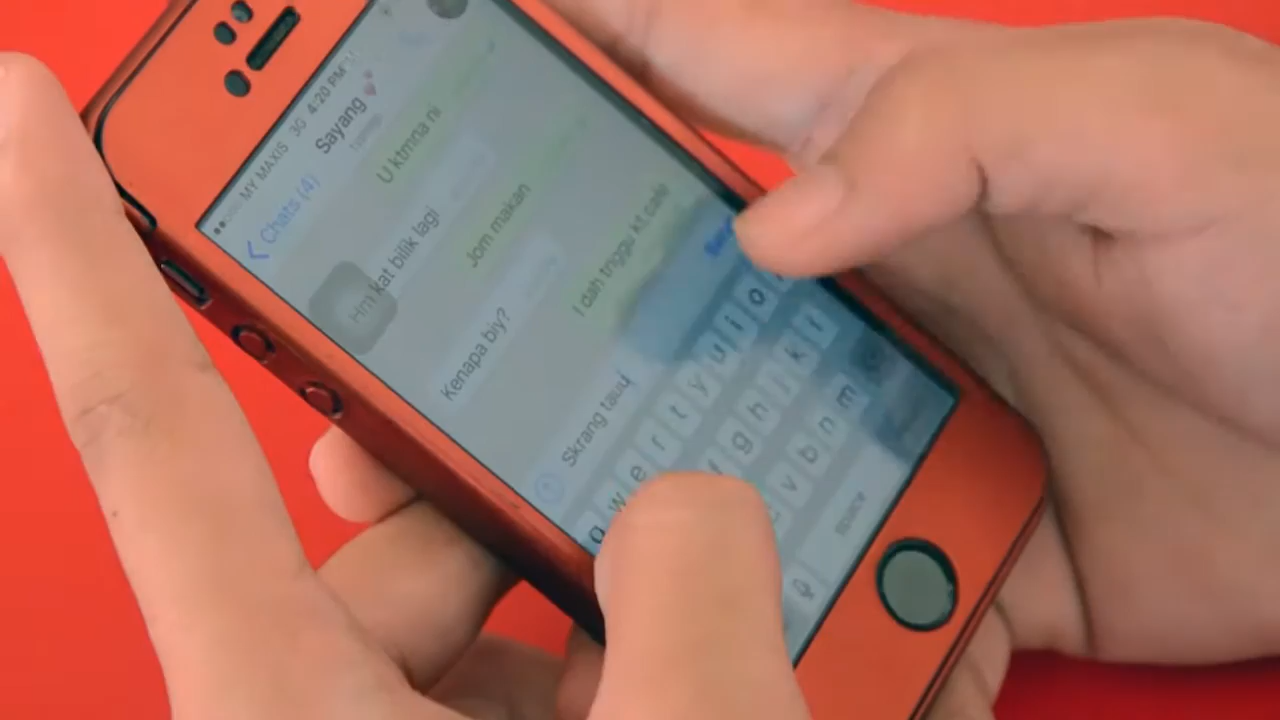 MY MAXIS 3G 4:20 PM
Chats (4)
Sayang
U ktmna ni
Hm kat bilik lagi
Jom makan
Kenapa biy?
I dah tnggu kt cafe
Skrang tauu
w e r t y u i o
g h k l
v b n m
space